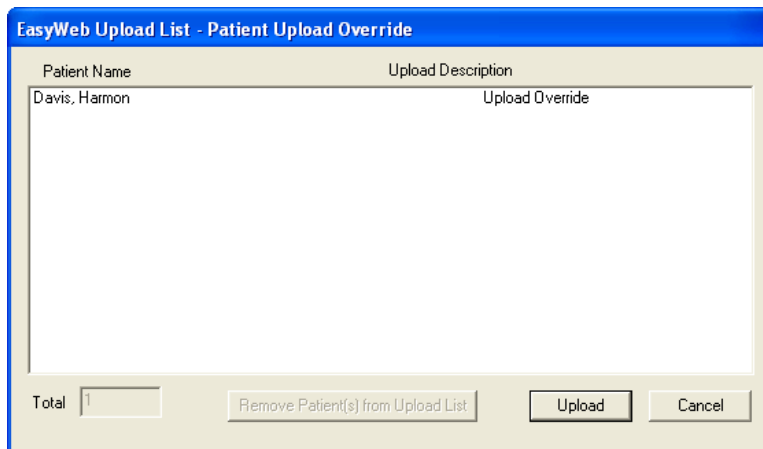 EasyWeb Upload List - Patient Upload Override
Patient Name Upload Description
Davis, Harmon Upload Override
Total 1 Remove Patient(s) from Upload List Upload Cancel